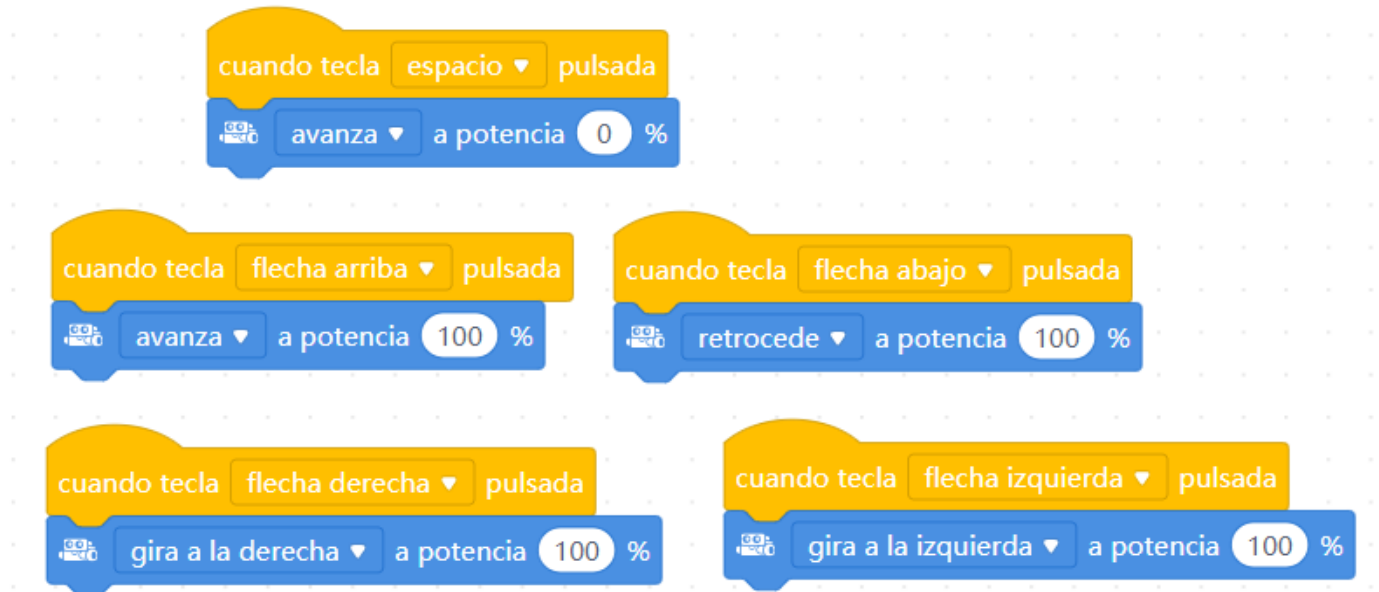 cuando tecla espacio pulsada
avanza a potencia 0 %
cuando tecla flecha arriba pulsada
avanza a potencia 100 %
cuando tecla flecha abajo pulsada
retrocede a potencia 100 %
cuando tecla flecha derecha pulsada
gira a la derecha a potencia 100 %
cuando tecla flecha izquierda pulsada
gira a la izquierda a potencia 100 %